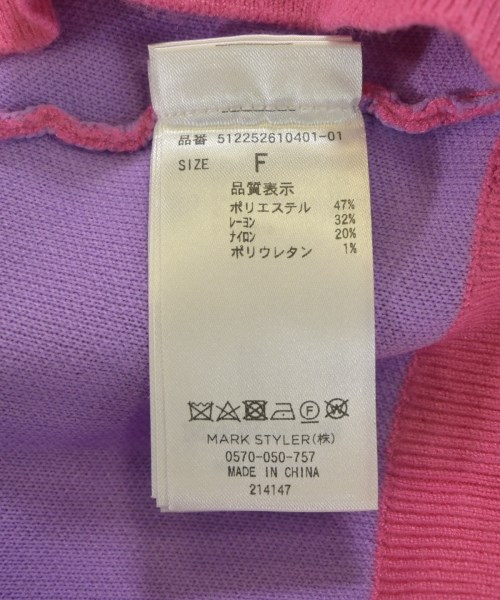 品番 512252610401-01
SIZE F
品質表示
ポリエステル 47%
ﾚｰﾖﾝ 32%
ﾅｲﾛﾝ 20%
ポリウレタン 1%
F W
MARK STYLER(株)
0570-050-757
MADE IN CHINA
214147